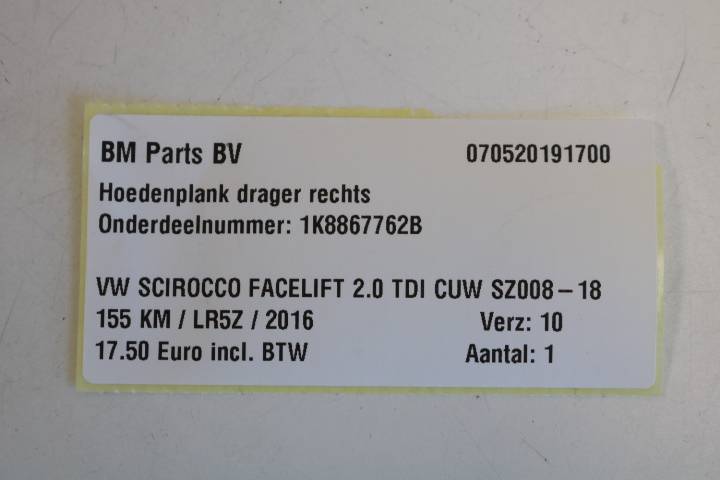 BM Parts BV 070520191700
Hoedenplank drager rechts
Onderdeelnummer: 1K8867762B
VW SCIROCCO FACELIFT 2.0 TDI CUW SZ008-18
155 KM / LR5Z / 2016 Verz: 10
17.50 Euro incl. BTW Aantal: 1